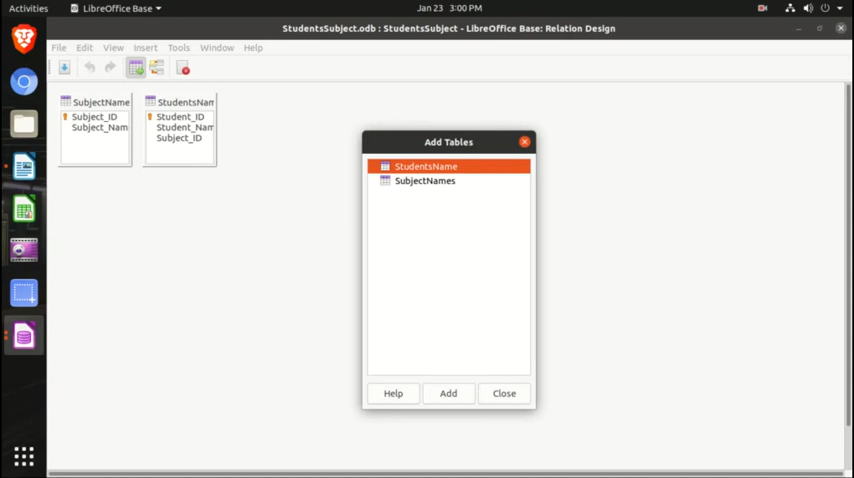 Activities LibreOffice Base Jan 23 3:00 PM
StudentsSubject.odb : StudentsSubject - LibreOffice Base: Relation Design
File Edit View Insert Tools Window Help
SubjectName StudentsNam
Subject_ID Student_ID
Subject_Nam Student_Nam
Subject_ID
Add Tables
StudentsName
SubjectNames
Help Add Close